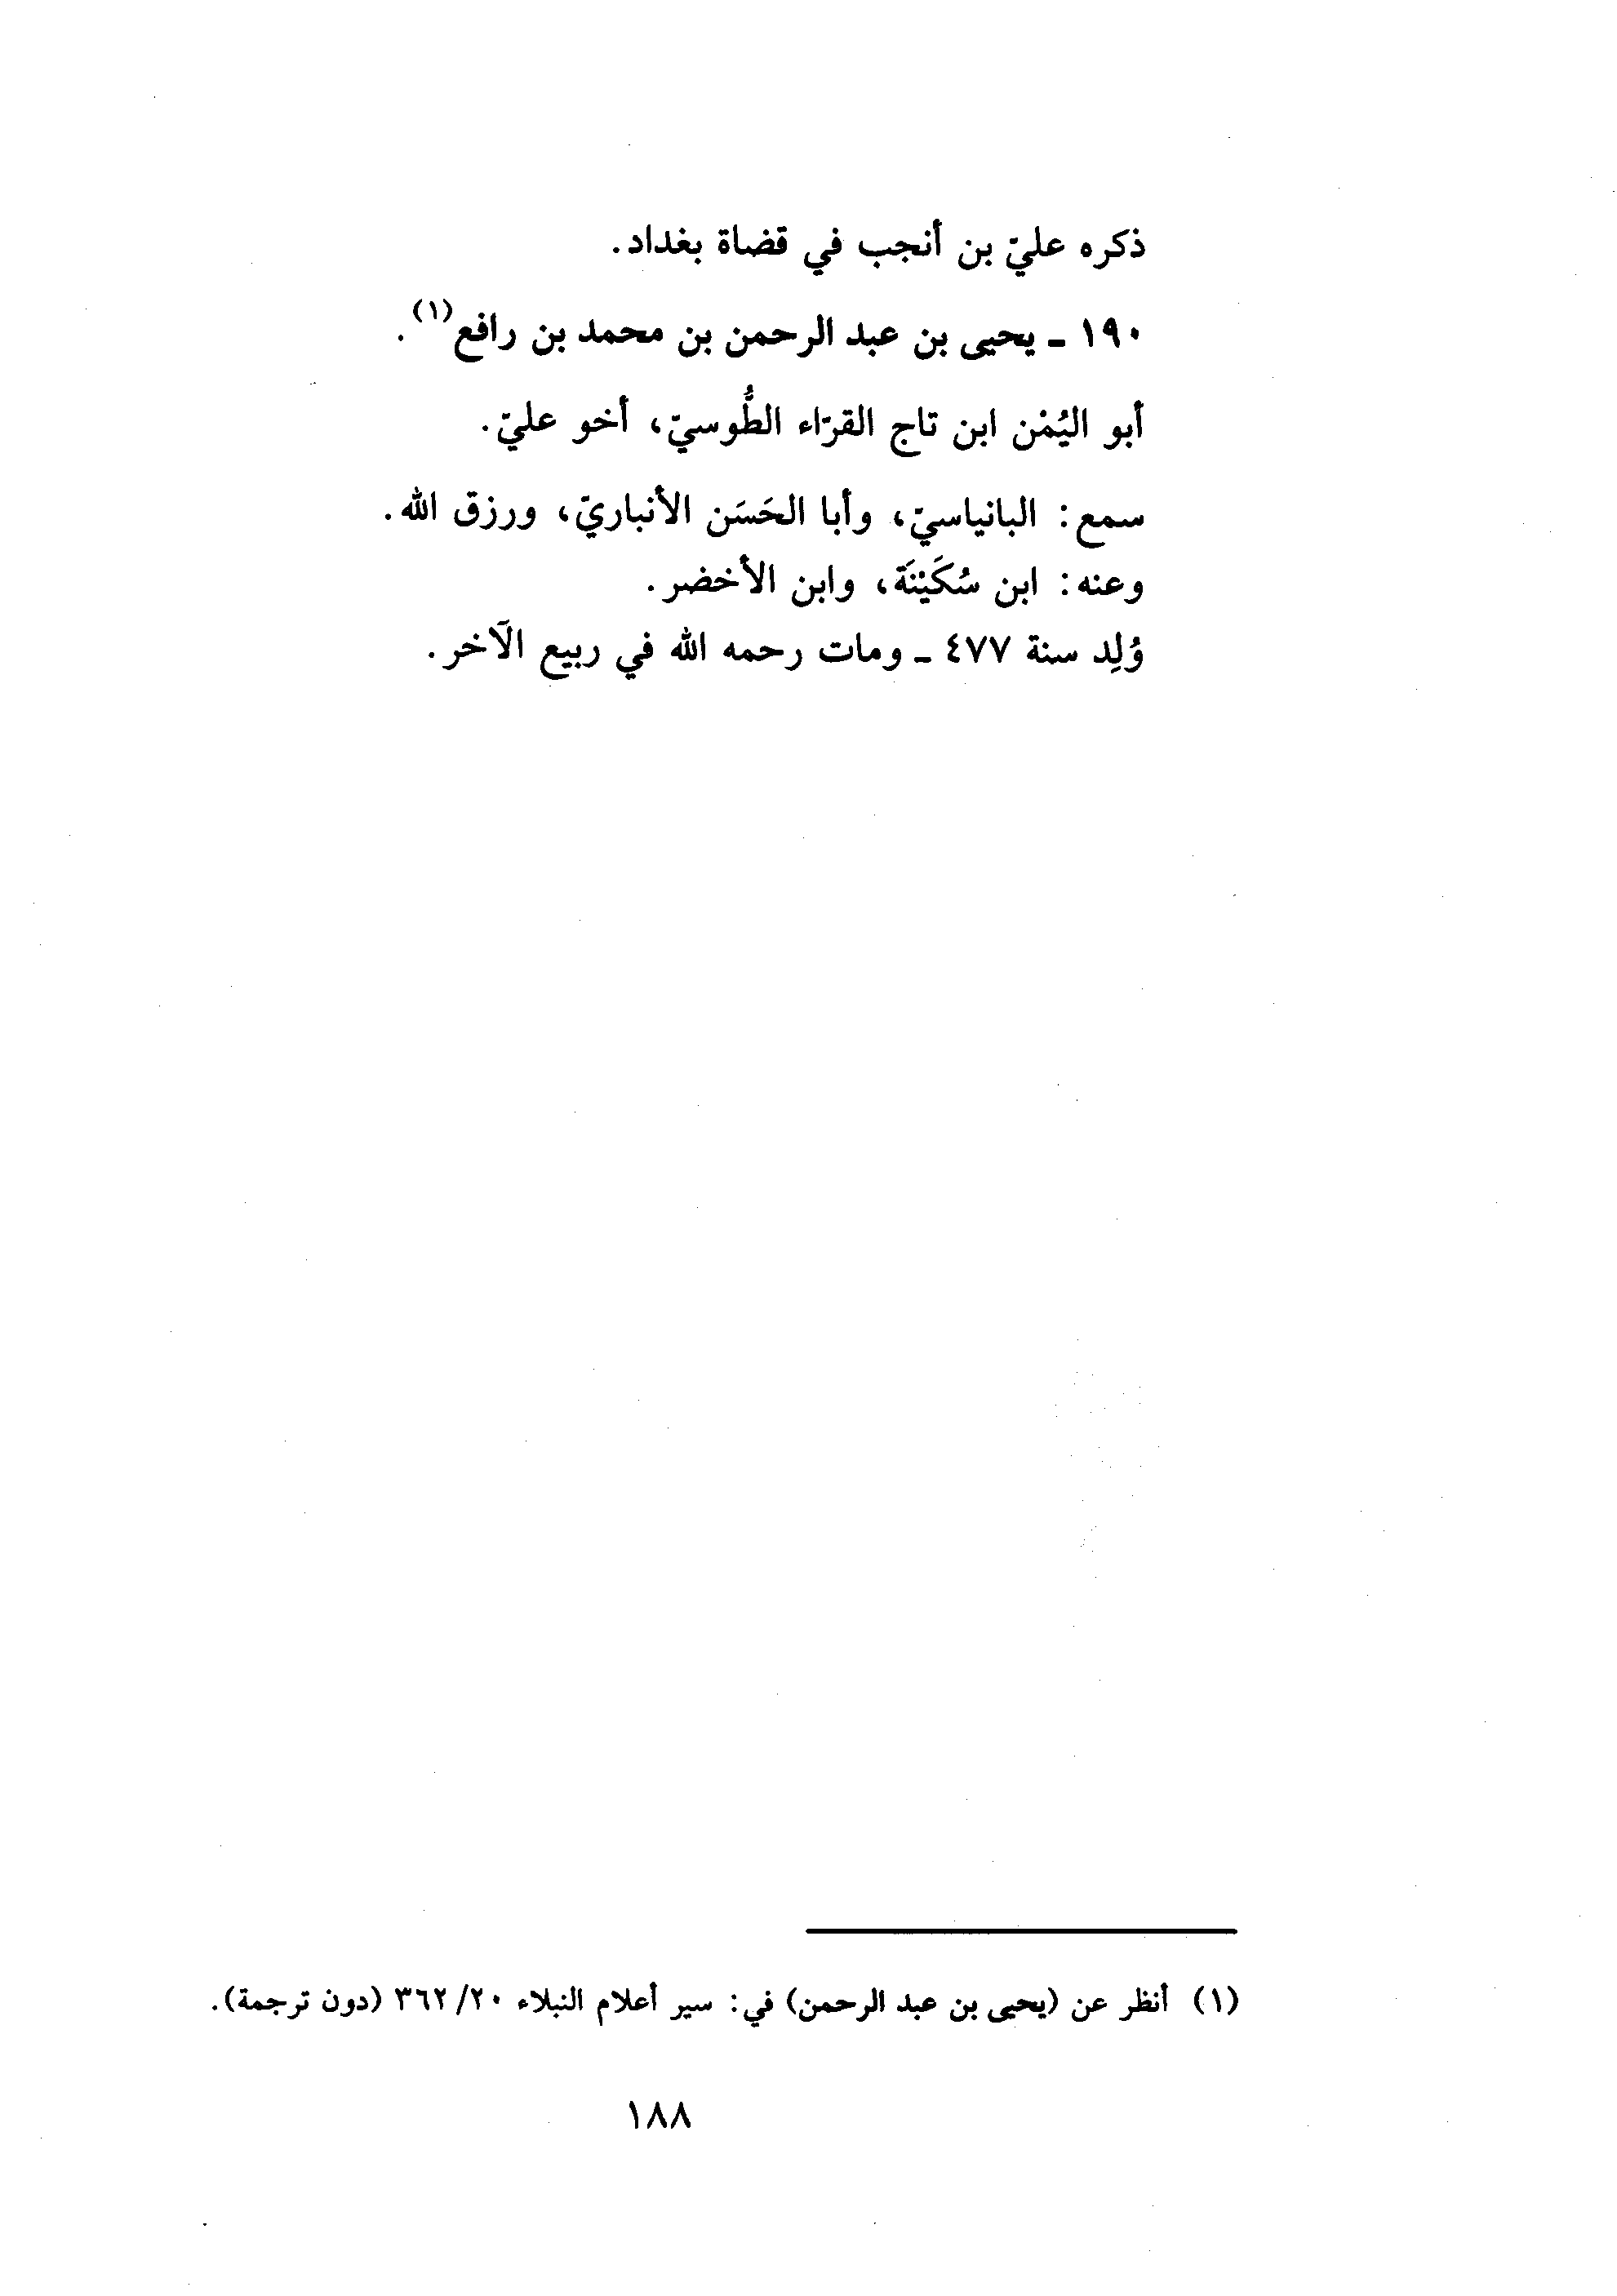 ذكره عليّ بن أنجب في قضاة بغداد.
١٩٠ ـ يحيى بن عبد الرحمن بن محمد بن رافع(١).
أبو اليُمْن ابن تاج القرّاء الطُّوسيّ، أخو عليّ.
سمع: البانياسيّ، وأبا الحَسَن الأنباريّ، ورزق الله.
وعنه: ابن سُكَيْنَة، وابن الأخضر.
وُلِد سنة ٤٧٧ ـ ومات رحمه الله في ربيع الآخر.
(١) أنظر عن (يحيى بن عبد الرحمن) في: سير أعلام النبلاء ٢٠/ ٣٦٢ (دون ترجمة).
١٨٨